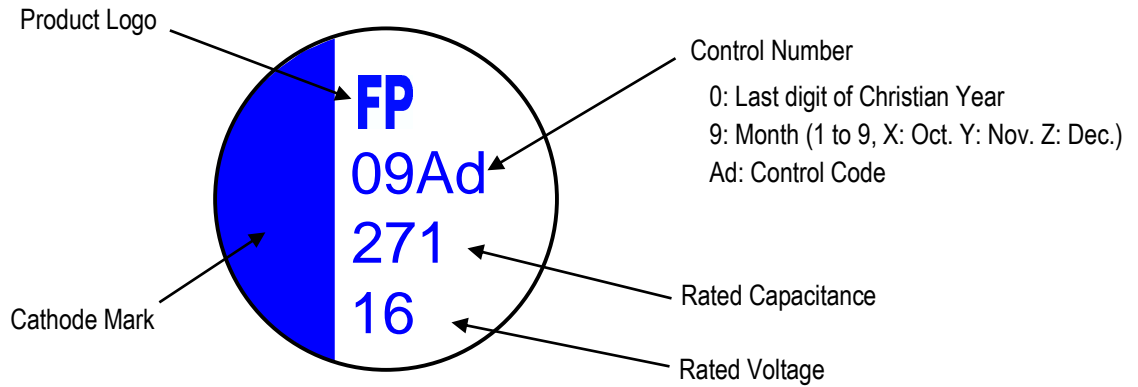 Product Logo
Control Number
0: Last digit of Christian Year
9: Month (1 to 9, X: Oct. Y: Nov. Z: Dec.)
Ad: Control Code
FP
09Ad
271
16
Rated Capacitance
Cathode Mark
Rated Voltage